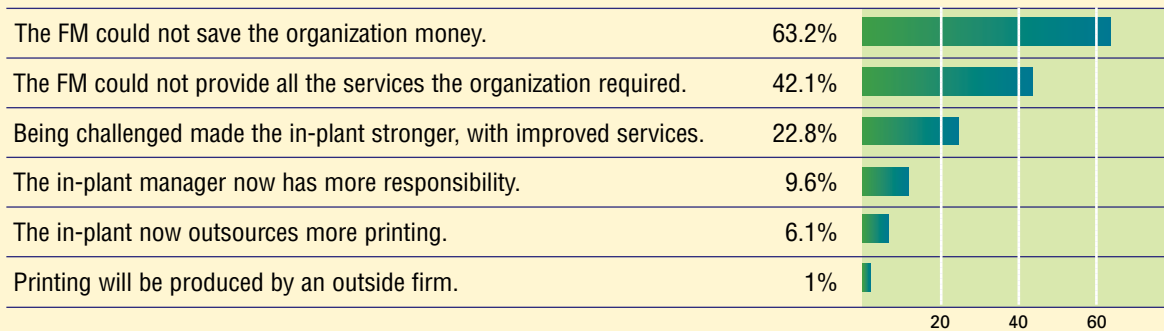 The FM could not save the organization money. 63.2%
The FM could not provide all the services the organization required. 42.1%
Being challenged made the in-plant stronger, with improved services. 22.8%
The in-plant manager now has more responsibility. 9.6%
The in-plant now outsources more printing. 6.1%
Printing will be produced by an outside firm. 1%
20 40 60